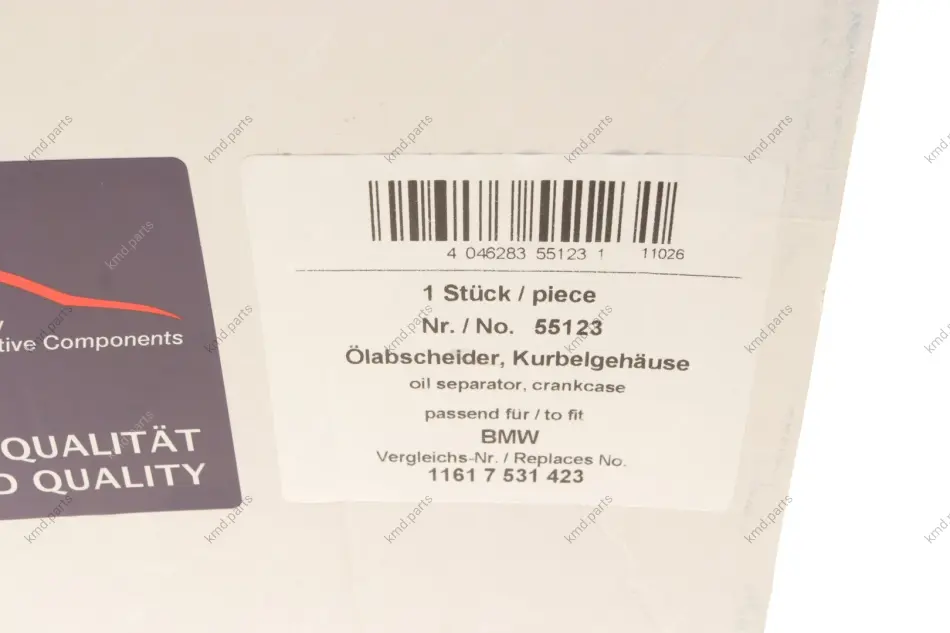 4 046283 55123 1 11026
1 Stück / piece
Nr. / No. 55123
Ölabscheider, Kurbelgehäuse
oil separator, crankcase
passend für / to fit
BMW
Vergleichs-Nr. / Replaces No.
1161 7 531 423
tive Components
QUALITÄT
D QUALITY
kmd.parts